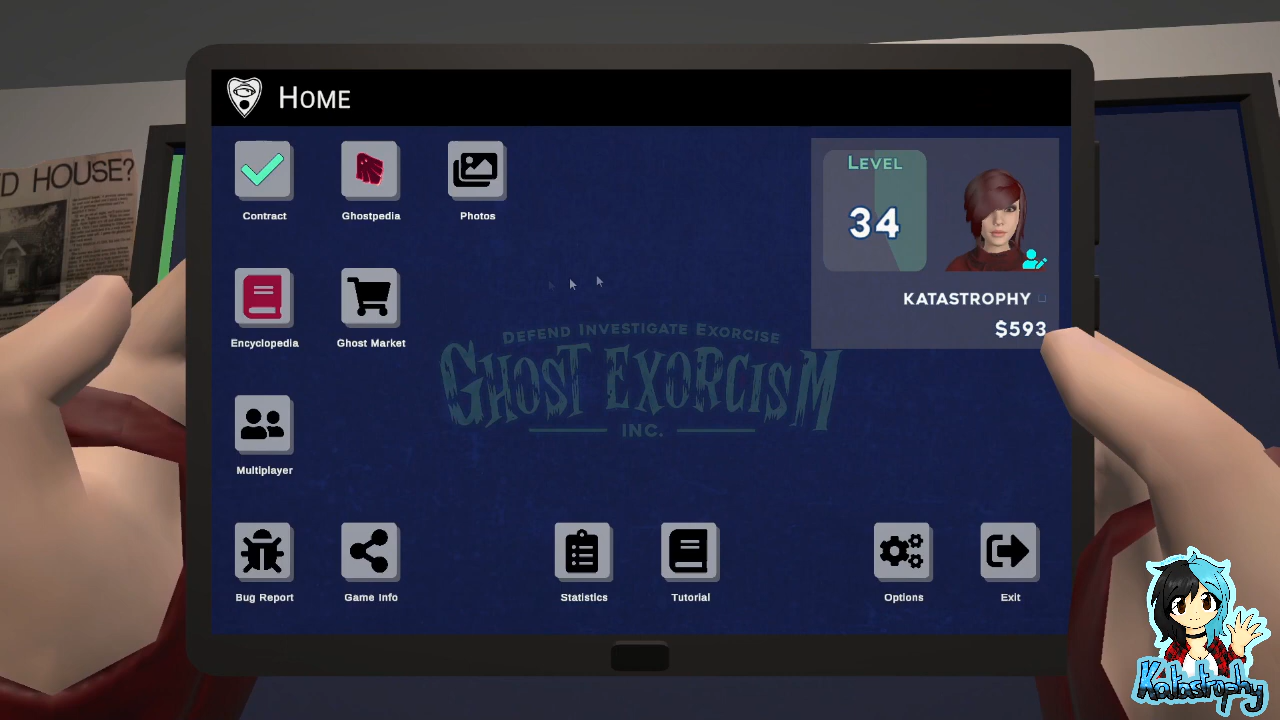 D HOUSE?
Home
Contract
Ghostpedia
Photos
Level
34
KATASTROPHY
$593
Encyclopedia
Ghost Market
Defend Investigate Exorcise
Ghost Exorcism
INC.
Multiplayer
Bug Report
Game Info
Statistics
Tutorial
Options
Exit
Katastrophy